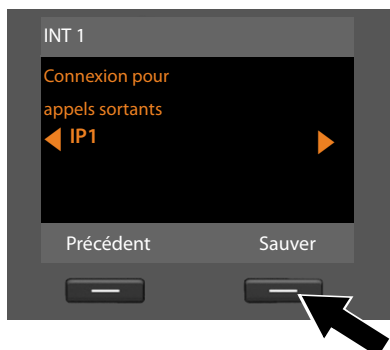 INT 1
Connexion pour
appels sortants
IP1
Précédent Sauver